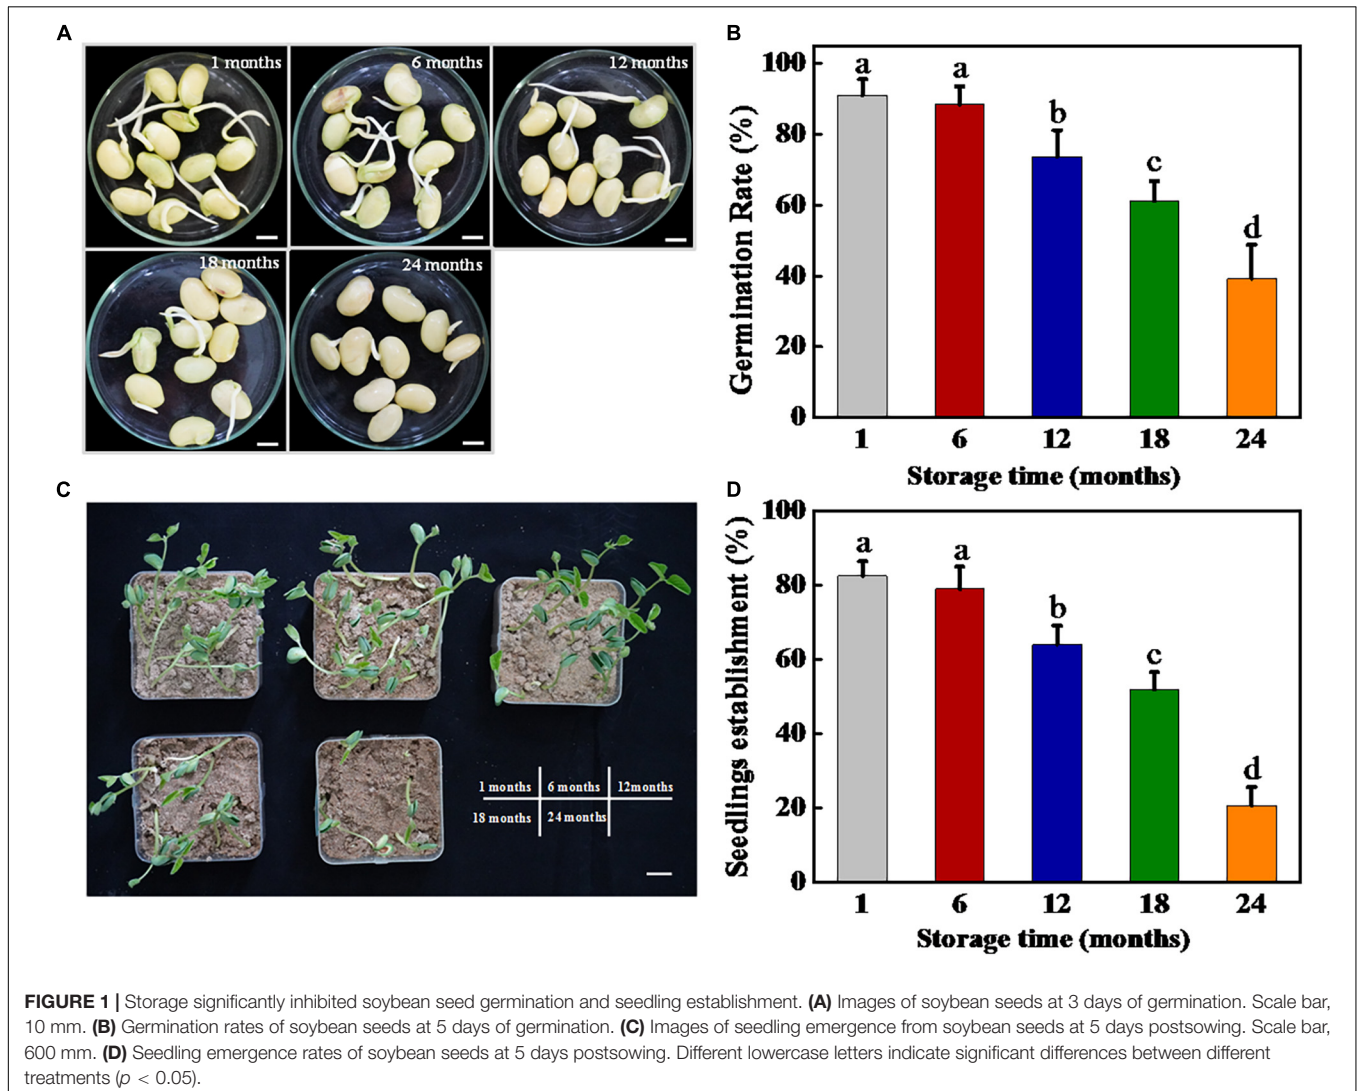 A
1 months
6 months
12 months
18 months
24 months
B
Germination Rate (%)
100
80
60
40
20
0
a
a
b
c
d
1
6
12
18
24
Storage time (months)
C
1 months
6 months
12months
18 months
24 months
D
Seedlings establishment (%)
100
80
60
40
20
0
a
a
b
c
d
1
6
12
18
24
Storage time (months)
FIGURE 1 | Storage significantly inhibited soybean seed germination and seedling establishment. (A) Images of soybean seeds at 3 days of germination. Scale bar,
10 mm. (B) Germination rates of soybean seeds at 5 days of germination. (C) Images of seedling emergence from soybean seeds at 5 days postsowing. Scale bar,
600 mm. (D) Seedling emergence rates of soybean seeds at 5 days postsowing. Different lowercase letters indicate significant differences between different
treatments (p < 0.05).